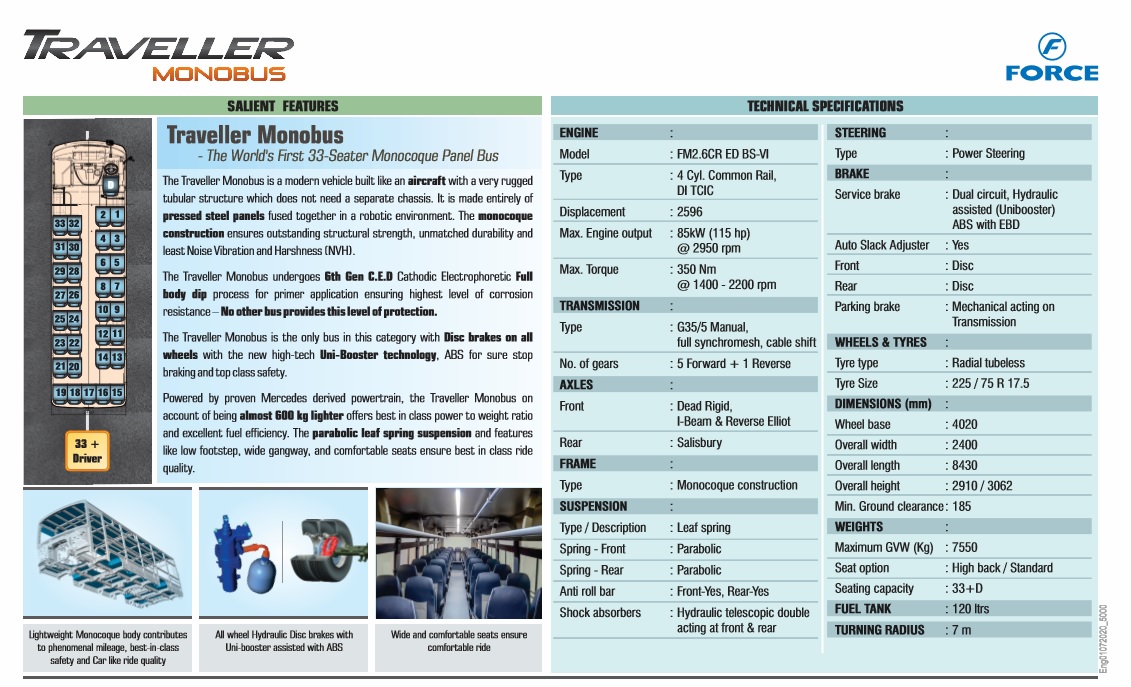 TRAVELLER
MONOBUS
FORCE
SALIENT FEATURES
Traveller Monobus
- The World's First 33-Seater Monocoque Panel Bus
The Traveller Monobus is a modern vehicle built like an aircraft with a very rugged
tubular structure which does not need a separate chassis. It is made entirely of
pressed steel panels fused together in a robotic environment. The monocoque
construction ensures outstanding structural strength, unmatched durability and
least Noise Vibration and Harshness (NVH).
The Traveller Monobus undergoes 6th Gen C.E.D Cathodic Electrophoretic Full
body dip process for primer application ensuring highest level of corrosion
resistance – No other bus provides this level of protection.
The Traveller Monobus is the only bus in this category with Disc brakes on all
wheels with the new high-tech Uni-Booster technology, ABS for sure stop
braking and top class safety.
Powered by proven Mercedes derived powertrain, the Traveller Monobus on
account of being almost 600 kg lighter offers best in class power to weight ratio
and excellent fuel efficiency. The parabolic leaf spring suspension and features
like low footstep, wide gangway, and comfortable seats ensure best in class ride
quality.
2 1
33 32
4 3
31 30
6 5
29 28
8 7
27 26
10 9
25 24
12 11
23 22
14 13
21 20
19 18 17 16 15
33 +
Driver
Lightweight Monocoque body contributes
to phenomenal mileage, best-in-class
safety and Car like ride quality
All wheel Hydraulic Disc brakes with
Uni-booster assisted with ABS
Wide and comfortable seats ensure
comfortable ride
TECHNICAL SPECIFICATIONS
ENGINE :
Model : FM2.6CR ED BS-VI
Type : 4 Cyl. Common Rail,
DI TCIC
Displacement : 2596
Max. Engine output : 85kW (115 hp)
@ 2950 rpm
Max. Torque : 350 Nm
@ 1400 - 2200 rpm
TRANSMISSION :
Type : G35/5 Manual,
full synchromesh, cable shift
No. of gears : 5 Forward + 1 Reverse
AXLES :
Front : Dead Rigid,
I-Beam & Reverse Elliot
Rear : Salisbury
FRAME :
Type : Monocoque construction
SUSPENSION :
Type / Description : Leaf spring
Spring - Front : Parabolic
Spring - Rear : Parabolic
Anti roll bar : Front-Yes, Rear-Yes
Shock absorbers : Hydraulic telescopic double
acting at front & rear
STEERING :
Type : Power Steering
BRAKE :
Service brake : Dual circuit, Hydraulic
assisted (Unibooster)
ABS with EBD
Auto Slack Adjuster : Yes
Front : Disc
Rear : Disc
Parking brake : Mechanical acting on
Transmission
WHEELS & TYRES :
Tyre type : Radial tubeless
Tyre Size : 225 / 75 R 17.5
DIMENSIONS (mm) :
Wheel base : 4020
Overall width : 2400
Overall length : 8430
Overall height : 2910 / 3062
Min. Ground clearance : 185
WEIGHTS :
Maximum GVW (Kg) : 7550
Seat option : High back / Standard
Seating capacity : 33+D
FUEL TANK : 120 ltrs
TURNING RADIUS : 7 m
Eng01072020_5000